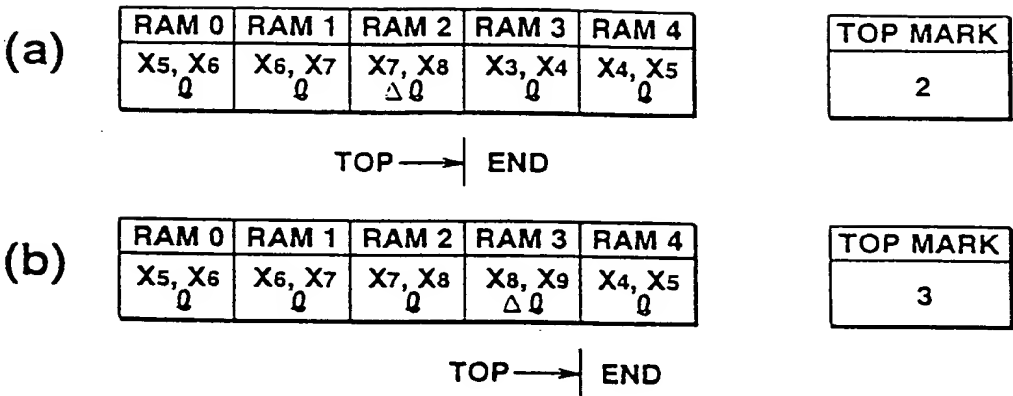 (a)
RAM 0 RAM 1 RAM 2 RAM 3 RAM 4 TOP MARK
X5, X6 X6, X7 X7, X8 X3, X4 X4, X5 2
Q Q △ Q Q Q
TOP → END
(b)
RAM 0 RAM 1 RAM 2 RAM 3 RAM 4 TOP MARK
X5, X6 X6, X7 X7, X8 X8, X9 X4, X5 3
Q Q Q △ Q Q
TOP → END